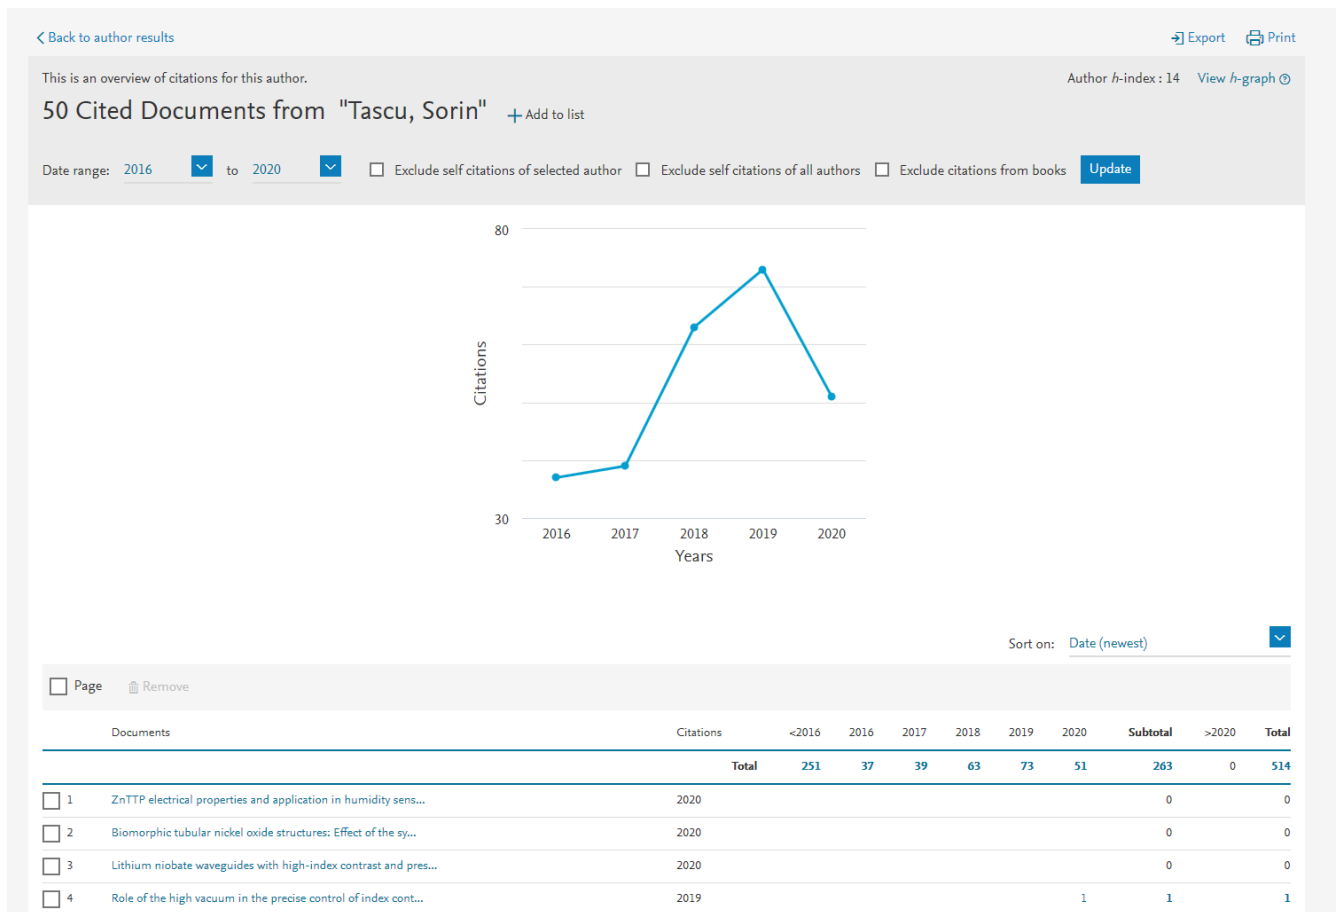 Back to author results Export Print
This is an overview of citations for this author. Author h-index : 14 View h-graph
50 Cited Documents from "Tascu, Sorin" Add to list
Date range: 2016 to 2020 Exclude self citations of selected author Exclude self citations of all authors Exclude citations from books Update
80
Citations
30
2016 2017 2018 2019 2020
Years
Sort on: Date (newest)
Page Remove
Documents Citations <2016 2016 2017 2018 2019 2020 Subtotal >2020 Total
Total 251 37 39 63 73 51 263 0 514
1 ZnTTP electrical properties and application in humidity sens... 2020 0 0
2 Biomorphic tubular nickel oxide structures: Effect of the sy... 2020 0 0
3 Lithium niobate waveguides with high-index contrast and pres... 2020 0 0
4 Role of the high vacuum in the precise control of index cont... 2019 1 1 1